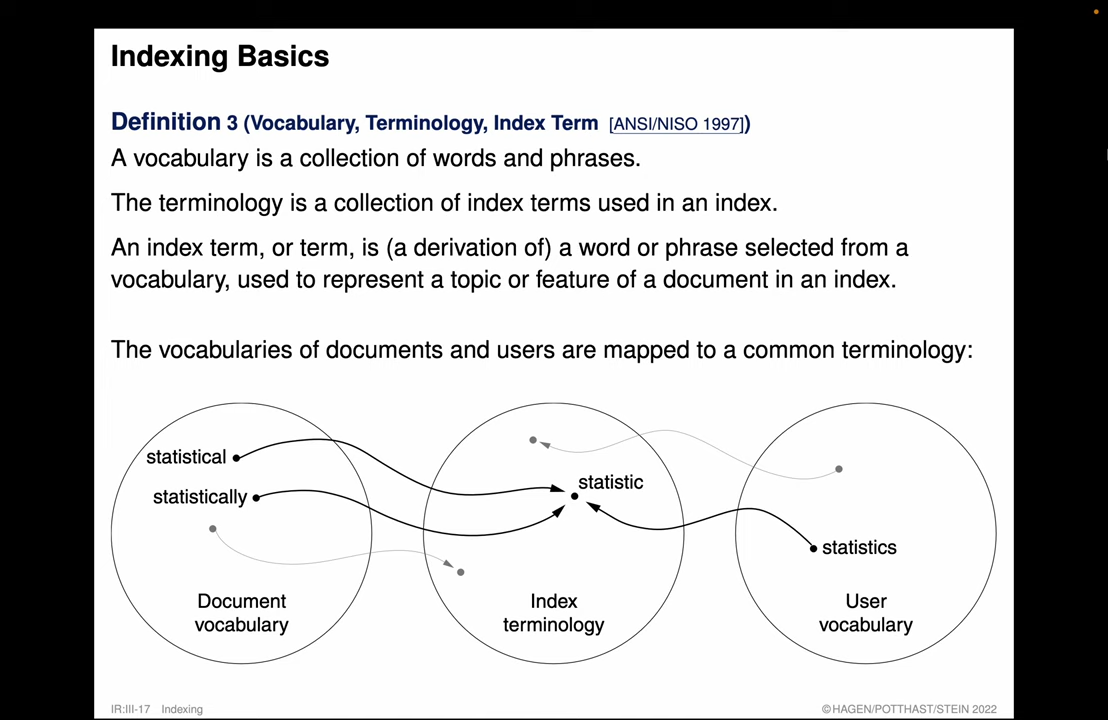 Indexing Basics
Definition 3 (Vocabulary, Terminology, Index Term [ANSI/NISO 1997])
A vocabulary is a collection of words and phrases.
The terminology is a collection of index terms used in an index.
An index term, or term, is (a derivation of) a word or phrase selected from a
vocabulary, used to represent a topic or feature of a document in an index.
The vocabularies of documents and users are mapped to a common terminology:
statistical
statistically
Document
vocabulary
statistic
Index
terminology
statistics
User
vocabulary
IR:III-17 Indexing
©HAGEN/POTTHAST/STEIN 2022